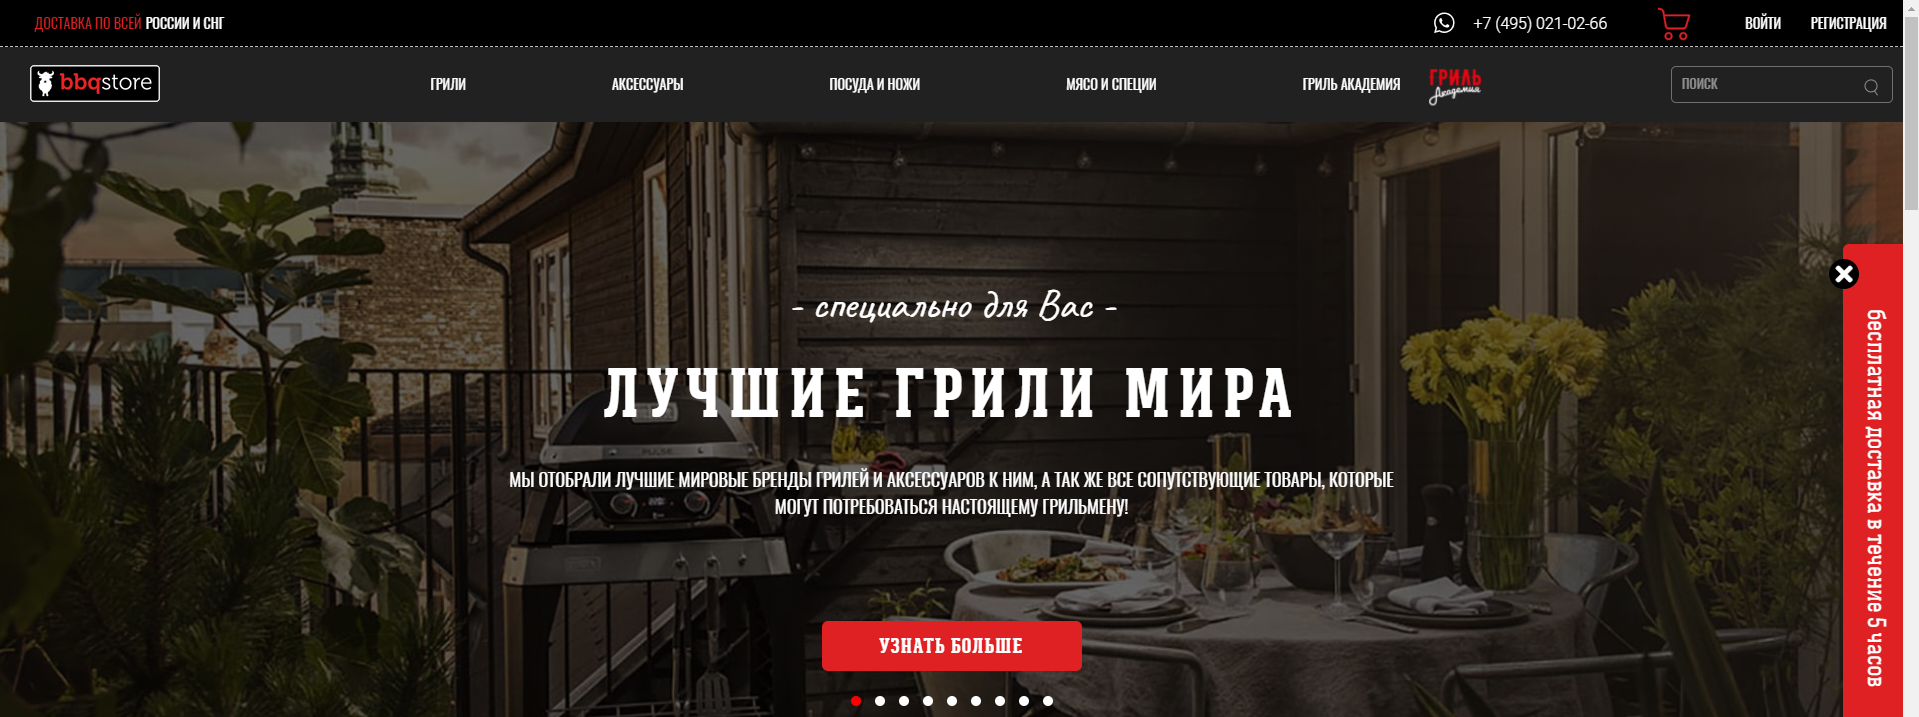 ДОСТАВКА ПО ВСЕЙ РОССИИ И СНГ
+7 (495) 021-02-66
ВОЙТИ
РЕГИСТРАЦИЯ
bbqstore
ГРИЛИ
АКСЕССУАРЫ
ПОСУДА И НОЖИ
МЯСО И СПЕЦИИ
ГРИЛЬ АКАДЕМИЯ
ГРИЛЬ
Академия
ПОИСК
- специально для Вас -
ЛУЧШИЕ ГРИЛИ МИРА
МЫ ОТОБРАЛИ ЛУЧШИЕ МИРОВЫЕ БРЕНДЫ ГРИЛЕЙ И АКСЕССУАРОВ К НИМ, А ТАК ЖЕ ВСЕ СОПУТСТВУЮЩИЕ ТОВАРЫ, КОТОРЫЕ
МОГУТ ПОТРЕБОВАТЬСЯ НАСТОЯЩЕМУ ГРИЛЬМЕНУ!
УЗНАТЬ БОЛЬШЕ
бесплатная доставка в течение 5 часов
PULSE